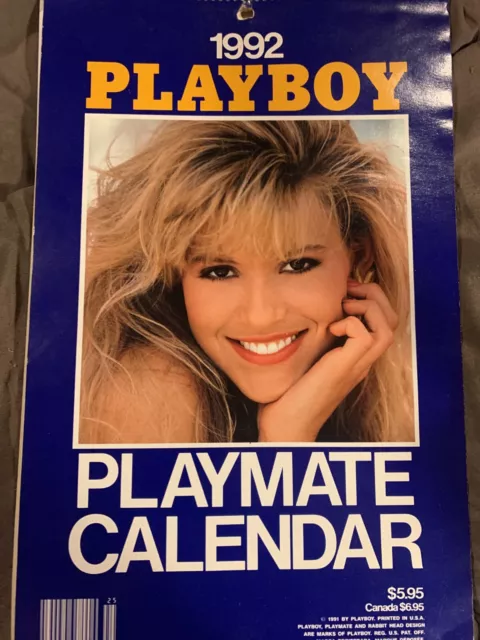 1992
PLAYBOY
PLAYMATE
CALENDAR
$5.95
Canada $6.95
25
© 1991 BY PLAYBOY. PRINTED IN U.S.A.
PLAYBOY, PLAYMATE AND RABBIT HEAD DESIGN
ARE MARKS OF PLAYBOY. REG. U.S. PAT. OFF.